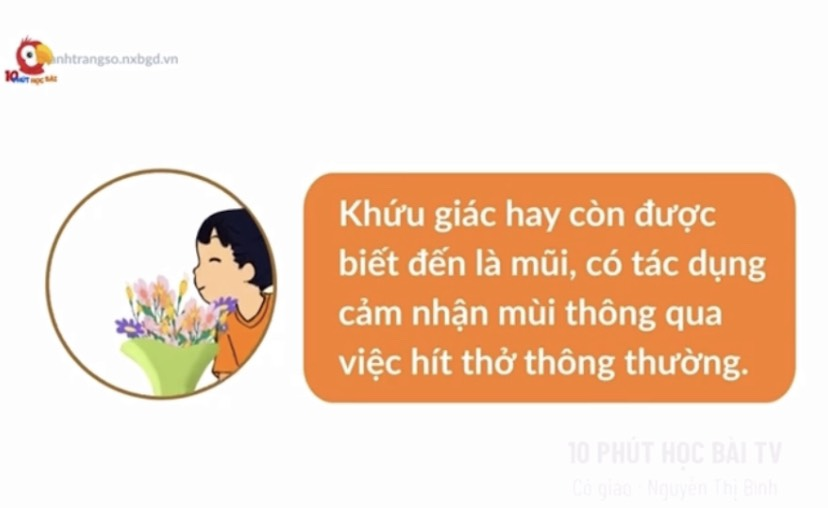 10 PHÚT HỌC BÀI
anhtrangso.nxbgd.vn
Khứu giác hay còn được
biết đến là mũi, có tác dụng
cảm nhận mùi thông qua
việc hít thở thông thường.
10 PHÚT HỌC BÀI TV
Cô giáo : Nguyễn Thị Bình